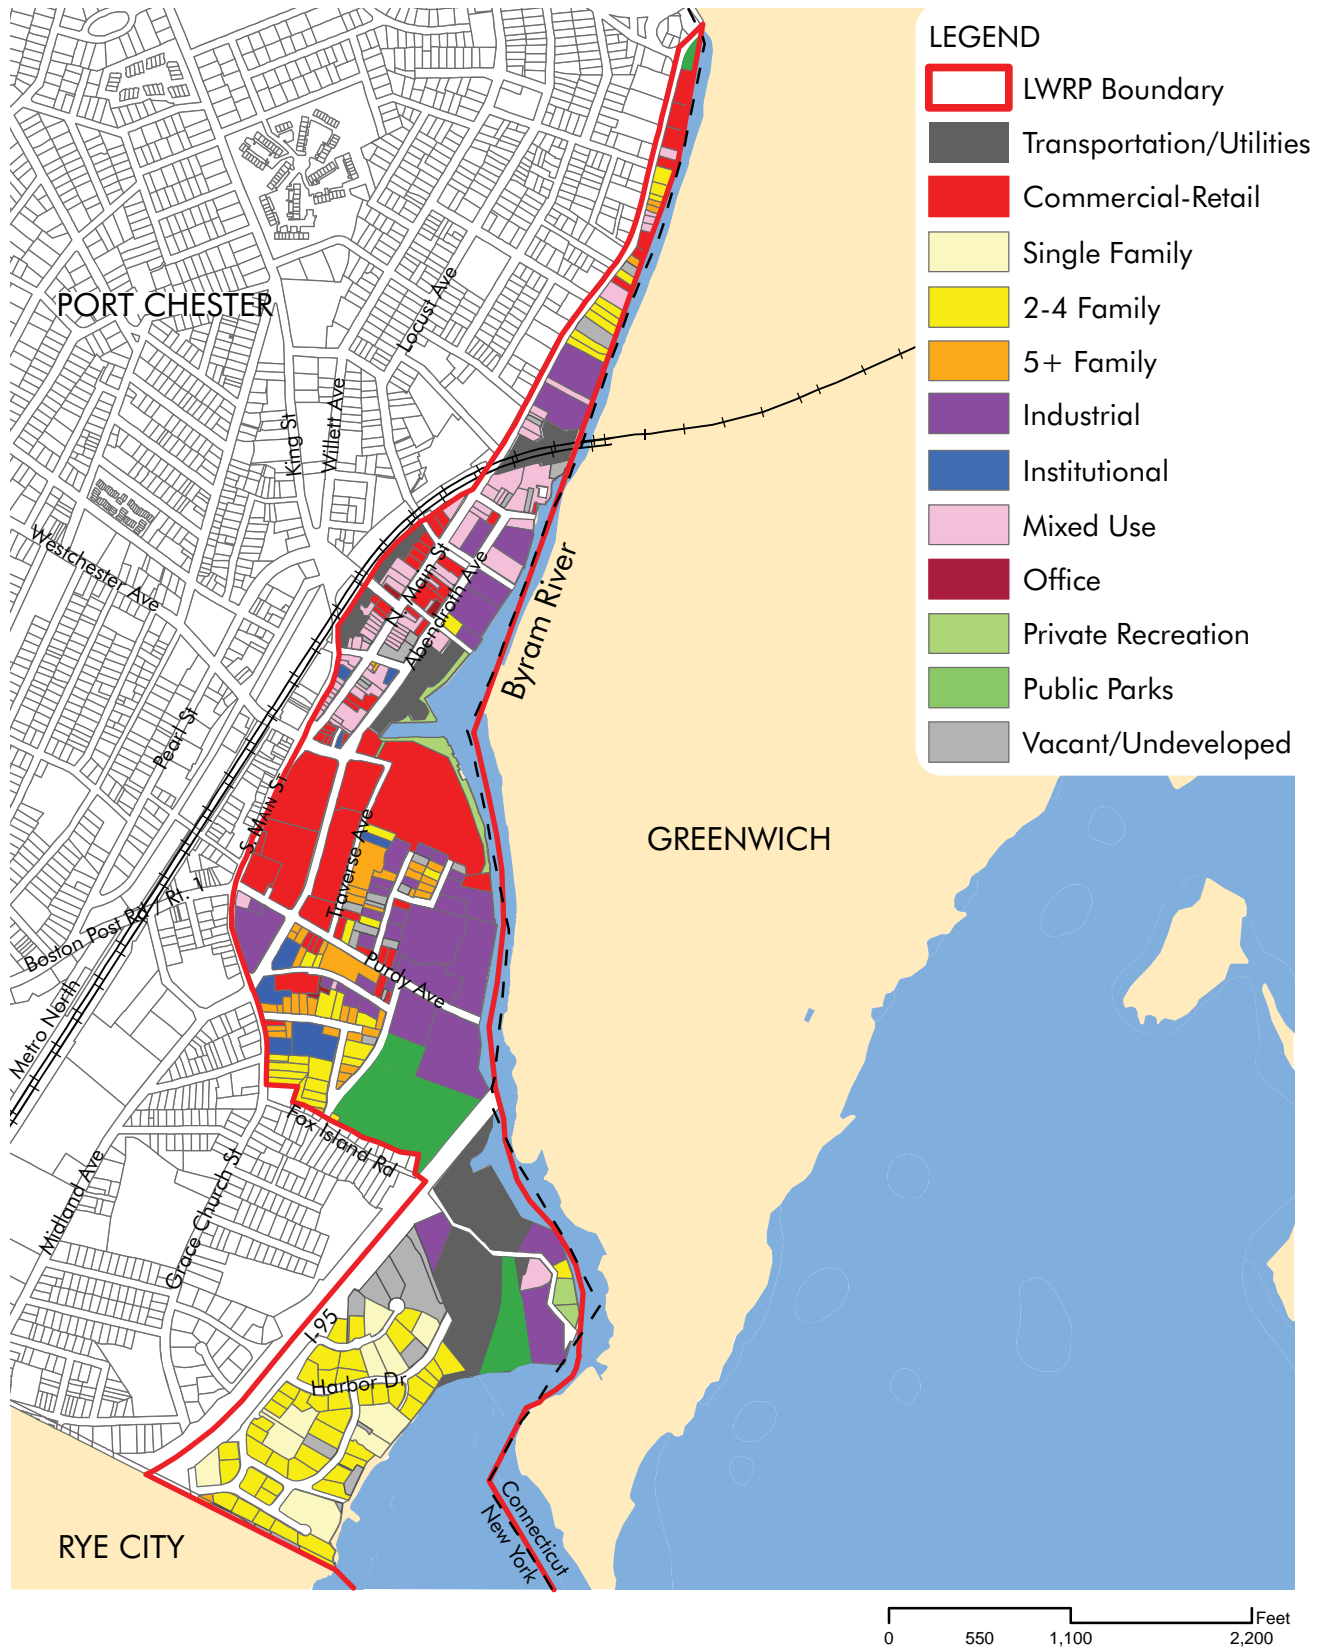 LEGEND
LWRP Boundary
Transportation/Utilities
Commercial-Retail
Single Family
2-4 Family
5+ Family
Industrial
Institutional
Mixed Use
Office
Private Recreation
Public Parks
Vacant/Undeveloped
PORT CHESTER
Locust Ave
King St
Willett Ave
Westchester Ave
N. Main St
Abendroth Ave
Byram River
Pearl St
S. Main St
Traverse Ave
GREENWICH
Boston Post Rd / Rt. 1
Purdy Ave
Metro North
Fox Island Rd
Midland Ave
Grace Church St
I-95
Harbor Dr
RYE CITY
Connecticut
New York
Feet
0 550 1,100 2,200